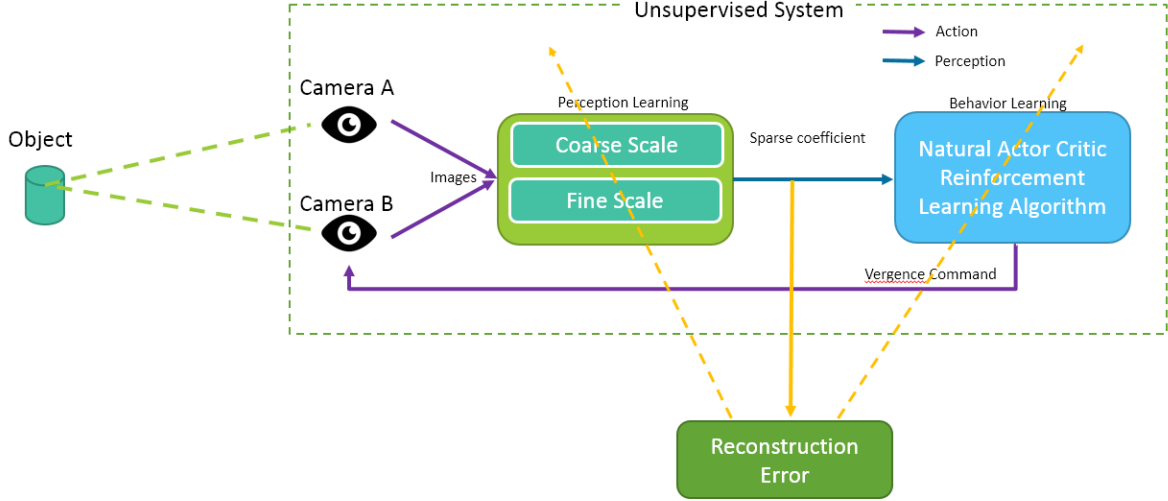 Unsupervised System
Action
Perception
Camera A
Perception Learning
Behavior Learning
Object
Coarse Scale
Sparse coefficient
Natural Actor Critic
Reinforcement
Learning Algorithm
Images
Fine Scale
Camera B
Vergence Command
Reconstruction
Error